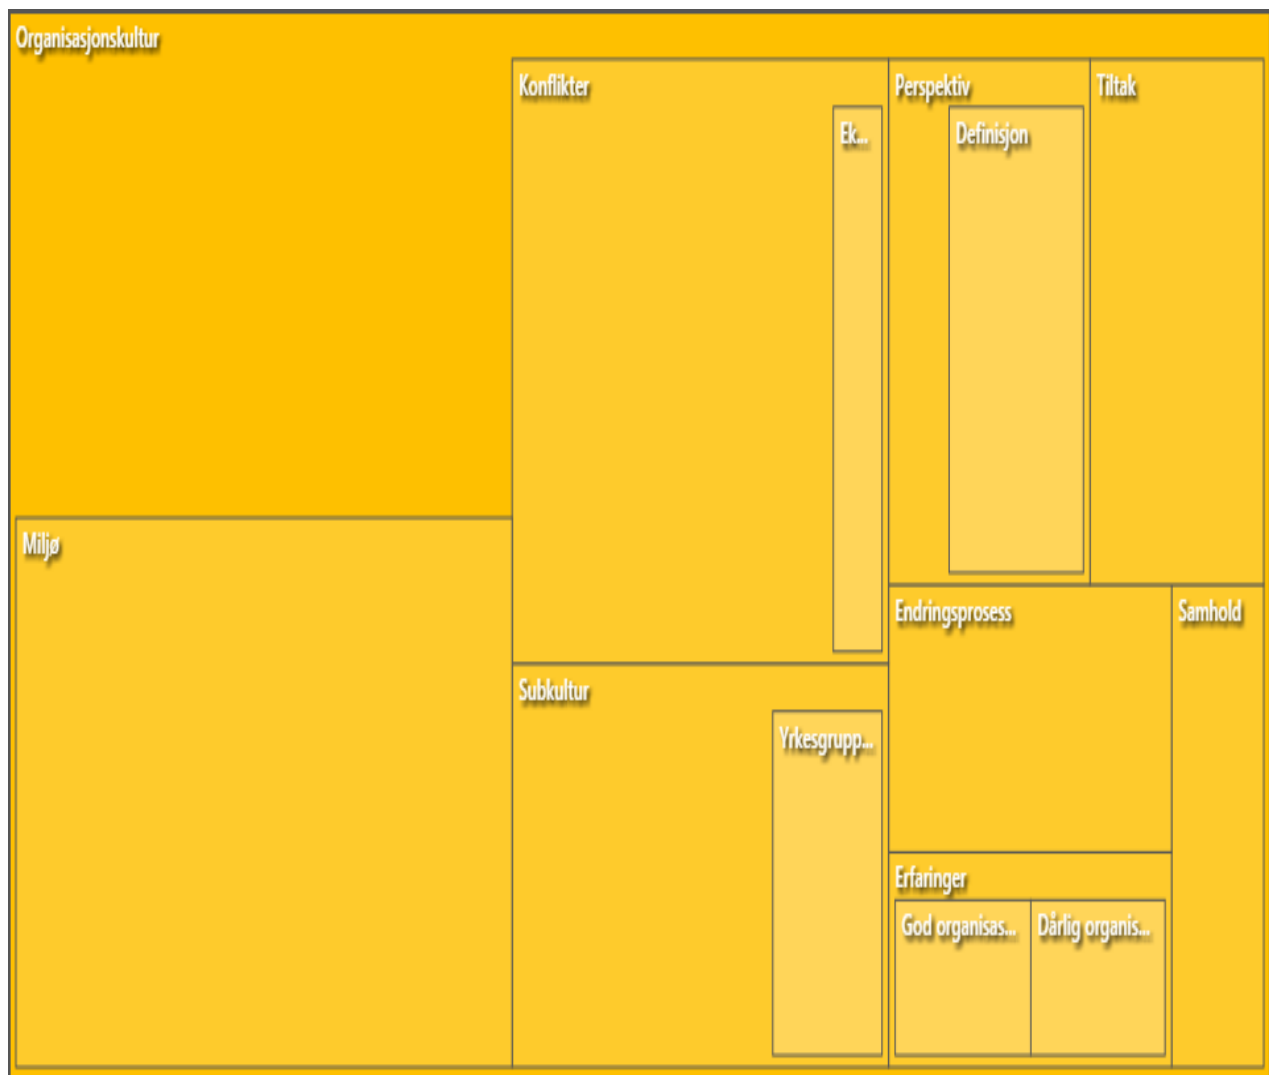 Organisasjonskultur
Konflikter
Ek...
Perspektiv
Definisjon
Tiltak
Miljø
Subkultur
Yrkesgrupp...
Endringsprosess
Samhold
Erfaringer
God organisas...
Dårlig organis...